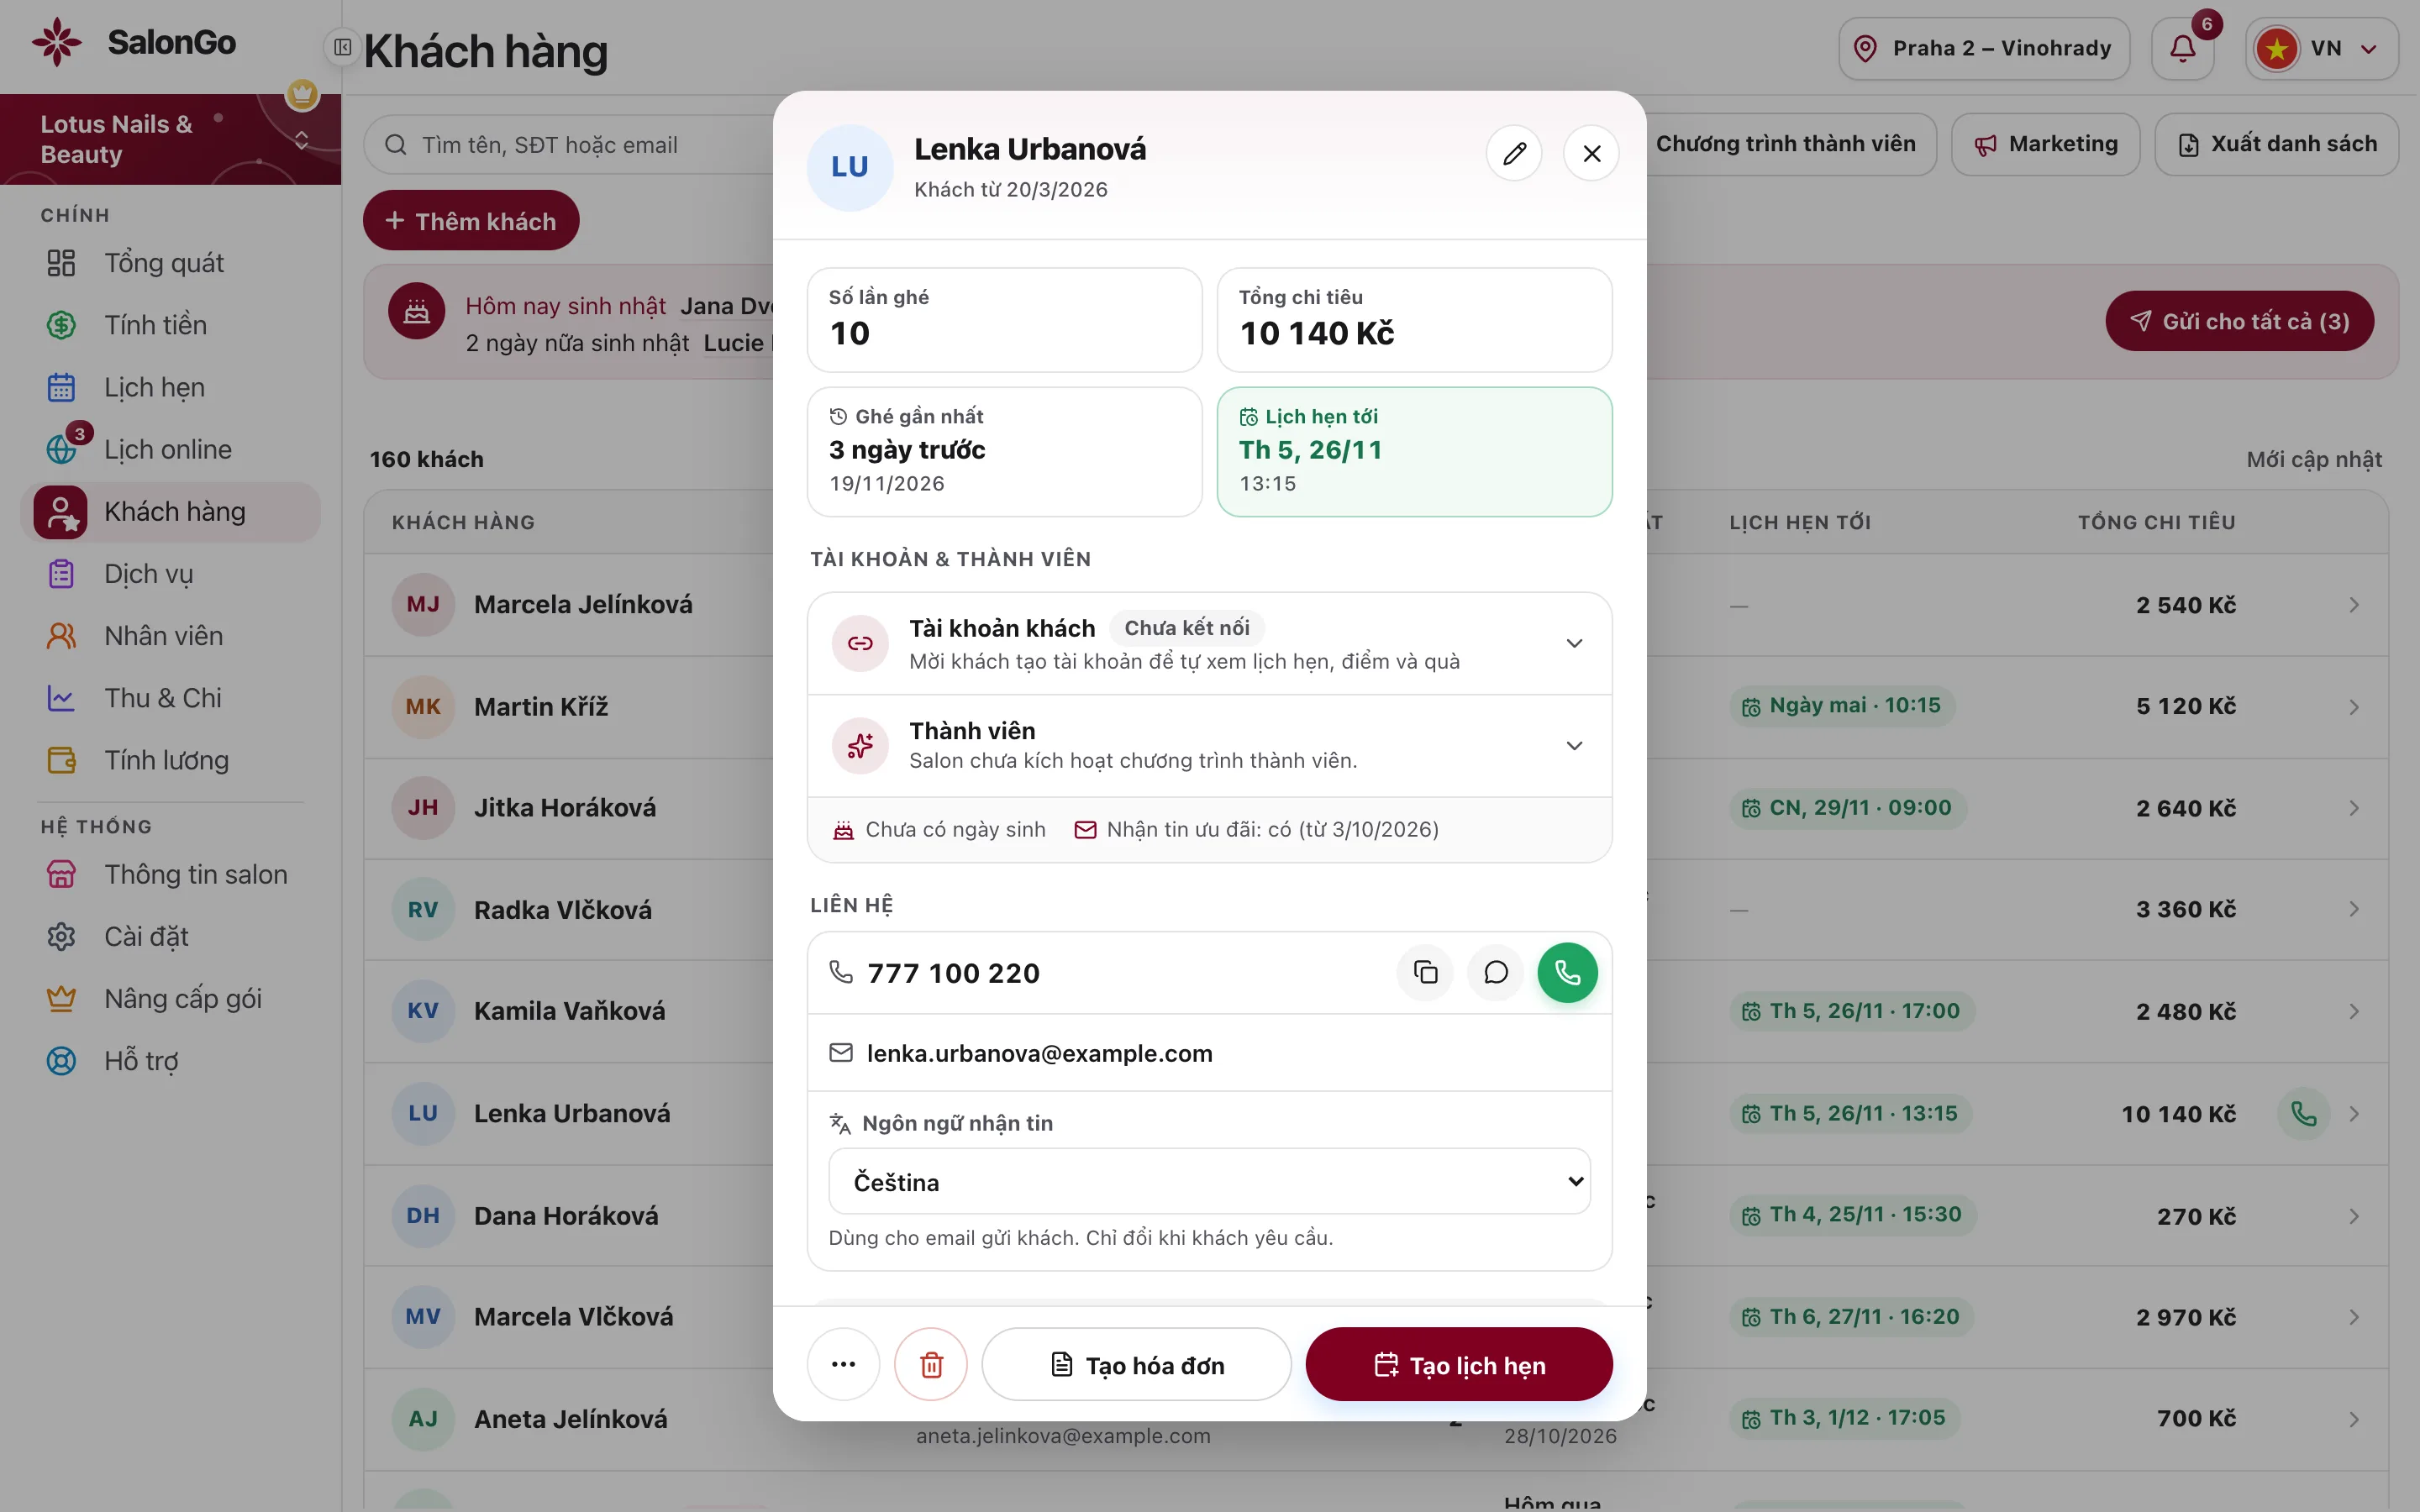 SalonGo
Khách hàng
Praha 2 – Vinohrady
6
VN
Lotus Nails &
Beauty
Tìm tên, SĐT hoặc email
Chương trình thành viên
Marketing
Xuất danh sách
+ Thêm khách
Hôm nay sinh nhật Jana
2 ngày nữa sinh nhật Lucie
Gửi cho tất cả (3)
160 khách
Mới cập nhật
CHÍNH
Tổng quát
Tính tiền
Lịch hẹn
3
Lịch online
Khách hàng
Dịch vụ
Nhân viên
Thu & Chi
Tính lương
HỆ THỐNG
Thông tin salon
Cài đặt
Nâng cấp gói
Hỗ trợ
KHÁCH HÀNG
LỊCH HẸN TỚI
TỔNG CHI TIÊU
MJ Marcela Jelínková
— 2 540 Kč
MK Martin Kříž
Ngày mai · 10:15 5 120 Kč
JH Jitka Horáková
CN, 29/11 · 09:00 2 640 Kč
RV Radka Vlčková
— 3 360 Kč
KV Kamila Vaňková
Th 5, 26/11 · 17:00 2 480 Kč
LU Lenka Urbanová
Th 5, 26/11 · 13:15 10 140 Kč
DH Dana Horáková
Th 4, 25/11 · 15:30 270 Kč
MV Marcela Vlčková
Th 6, 27/11 · 16:20 2 970 Kč
AJ Aneta Jelínková
aneta.jelinkova@example.com
28/10/2026
Th 3, 1/12 · 17:05 700 Kč
Hôm qua
LU
Lenka Urbanová
Khách từ 20/3/2026
Số lần ghé
10
Tổng chi tiêu
10 140 Kč
Ghé gần nhất
3 ngày trước
19/11/2026
Lịch hẹn tới
Th 5, 26/11
13:15
TÀI KHOẢN & THÀNH VIÊN
Tài khoản khách Chưa kết nối
Mời khách tạo tài khoản để tự xem lịch hẹn, điểm và quà
Thành viên
Salon chưa kích hoạt chương trình thành viên.
Chưa có ngày sinh Nhận tin ưu đãi: có (từ 3/10/2026)
LIÊN HỆ
777 100 220
lenka.urbanova@example.com
Ngôn ngữ nhận tin
Čeština
Dùng cho email gửi khách. Chỉ đổi khi khách yêu cầu.
Tạo hóa đơn
Tạo lịch hẹn